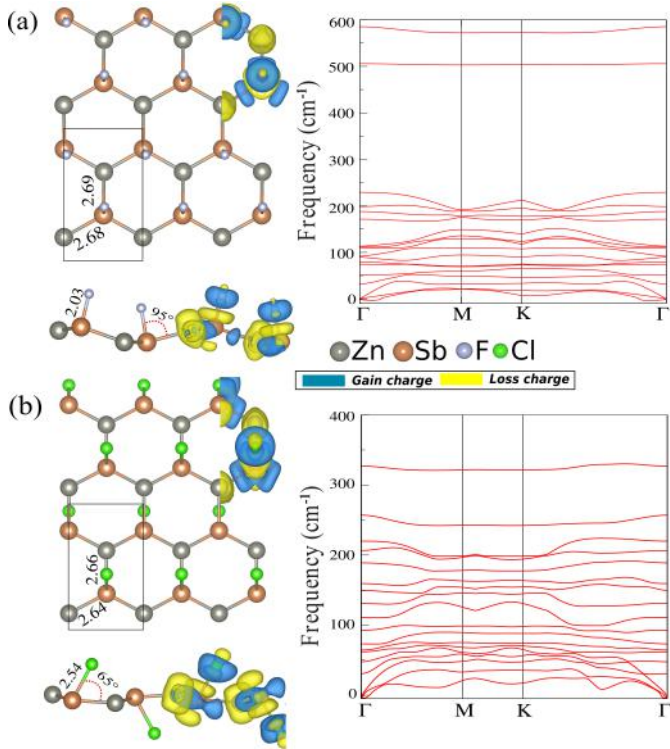 (a)
2.69
2.68
2.03
95°
Frequency (cm⁻¹)
600
500
400
300
200
100
0
Γ
M
K
Γ
Zn Sb F Cl
Gain charge Loss charge
(b)
2.66
2.64
2.54
65°
Frequency (cm⁻¹)
400
300
200
100
0
Γ
M
K
Γ